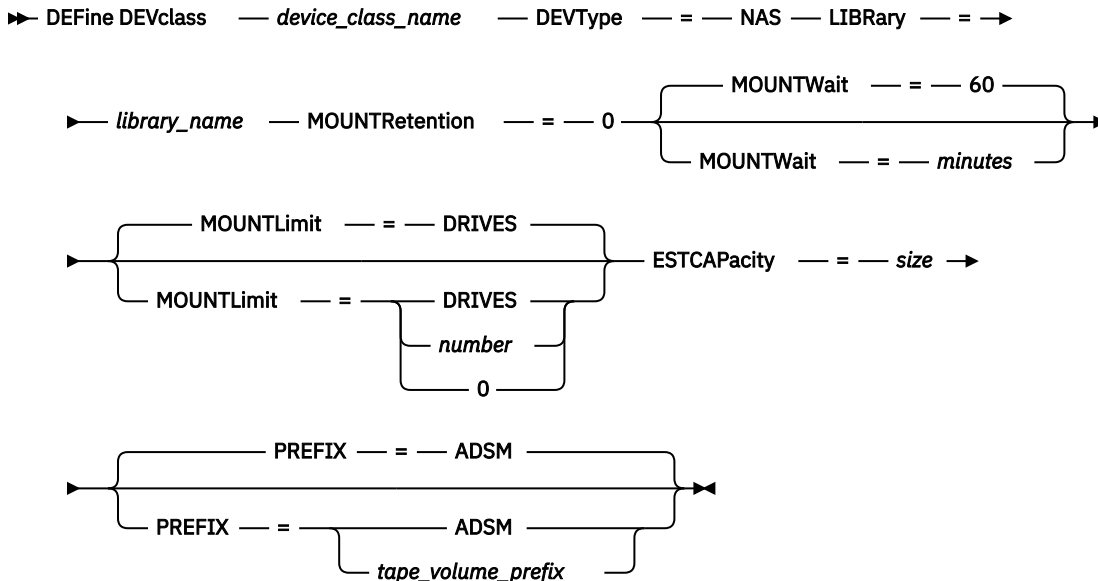 DEFine DEVclass device_class_name DEVType = NAS LIBRary =
MOUNTWait = 60
library_name MOUNTRetention = 0
MOUNTWait = minutes
MOUNTLimit = DRIVES
ESTCAPacity = size
MOUNTLimit = DRIVES
number
0
PREFIX = ADSM
PREFIX = ADSM
tape_volume_prefix